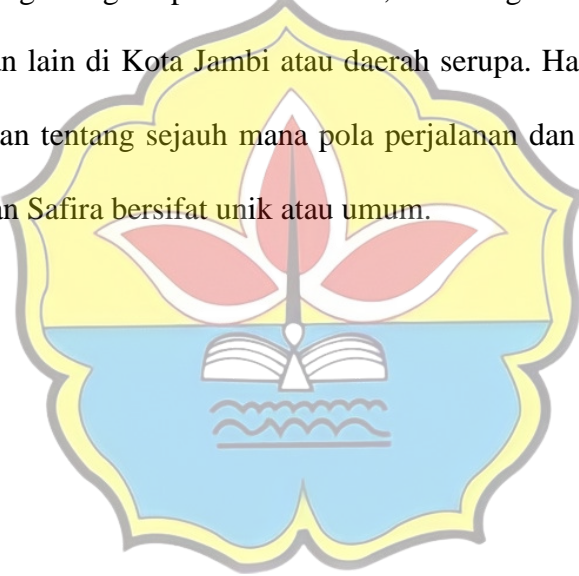 an lain di Kota Jambi atau daerah serupa. Ha
an tentang sejauh mana pola perjalanan dan
an Safira bersifat unik atau umum.